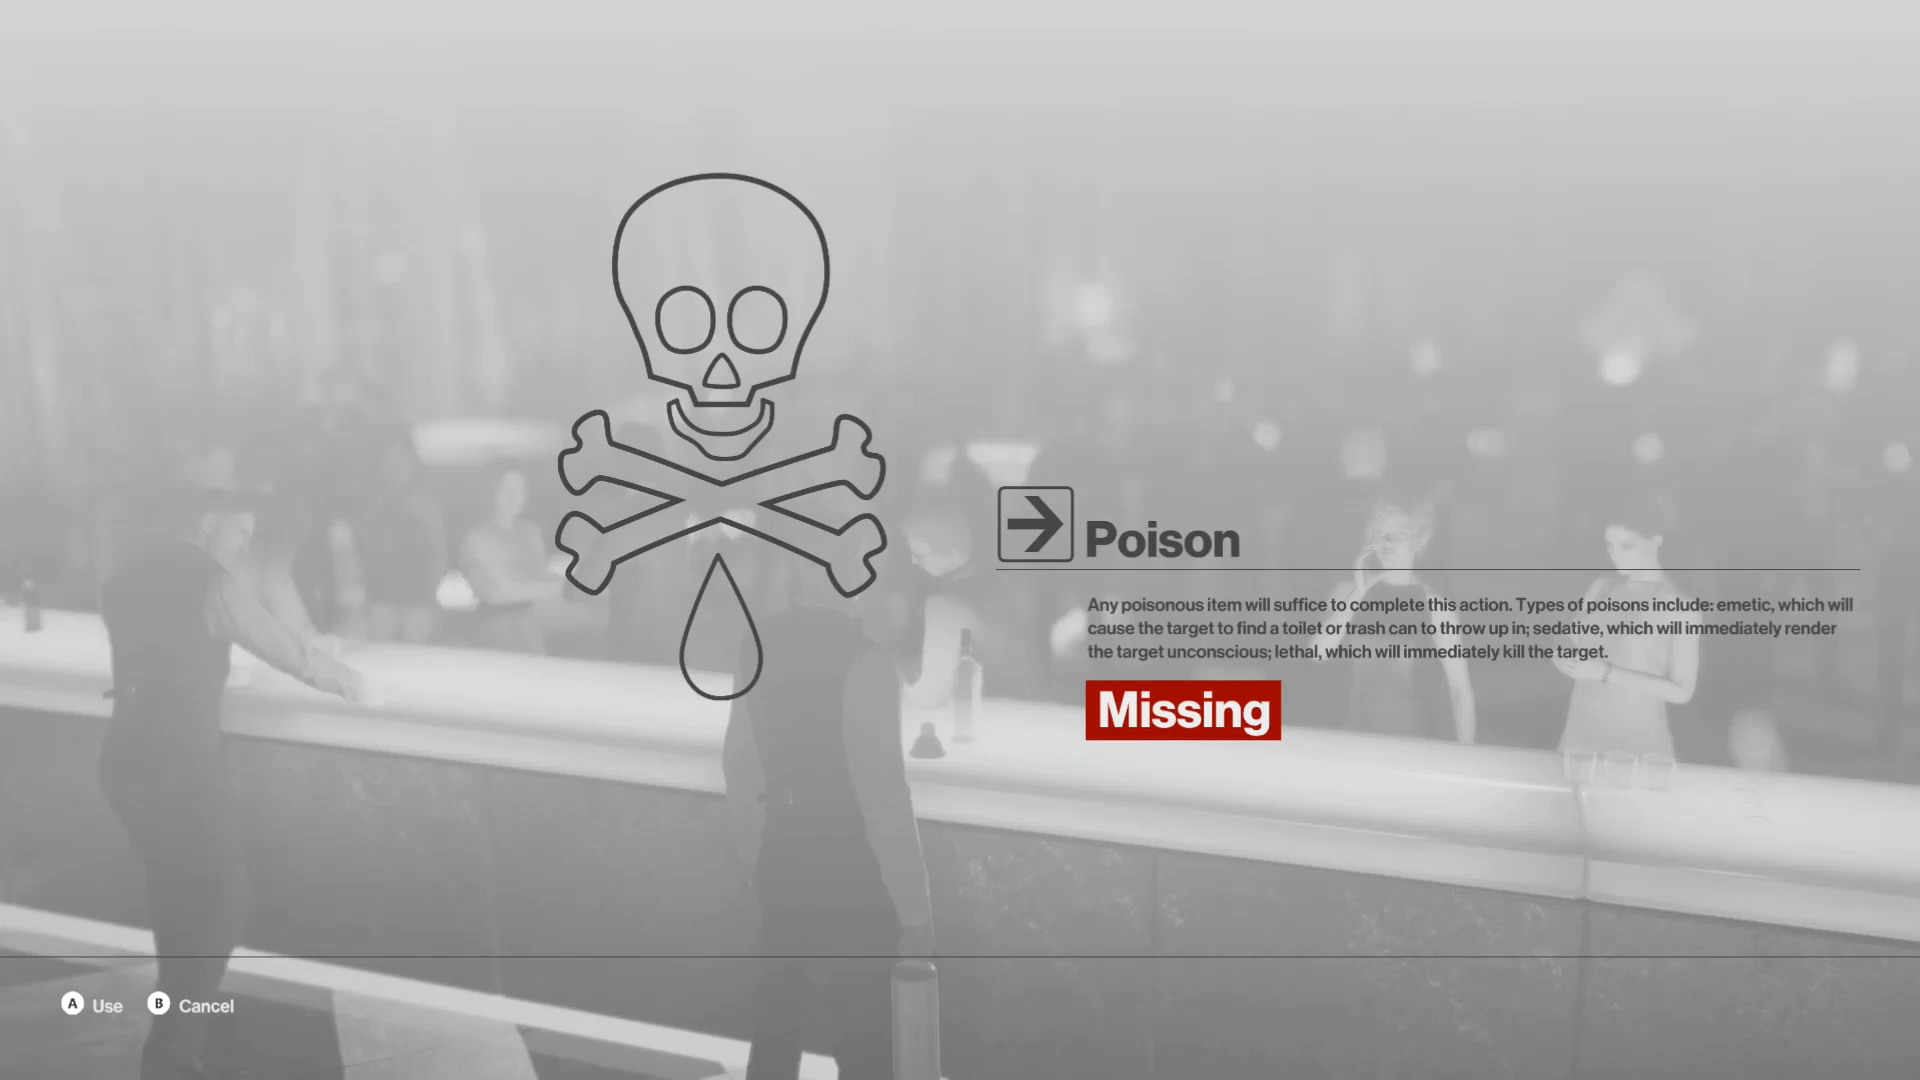 Poison
Any poisonous item will suffice to complete this action. Types of poisons include: emetic, which will
cause the target to find a toilet or trash can to throw up in; sedative, which will immediately render
the target unconscious; lethal, which will immediately kill the target.
Missing
A Use B Cancel